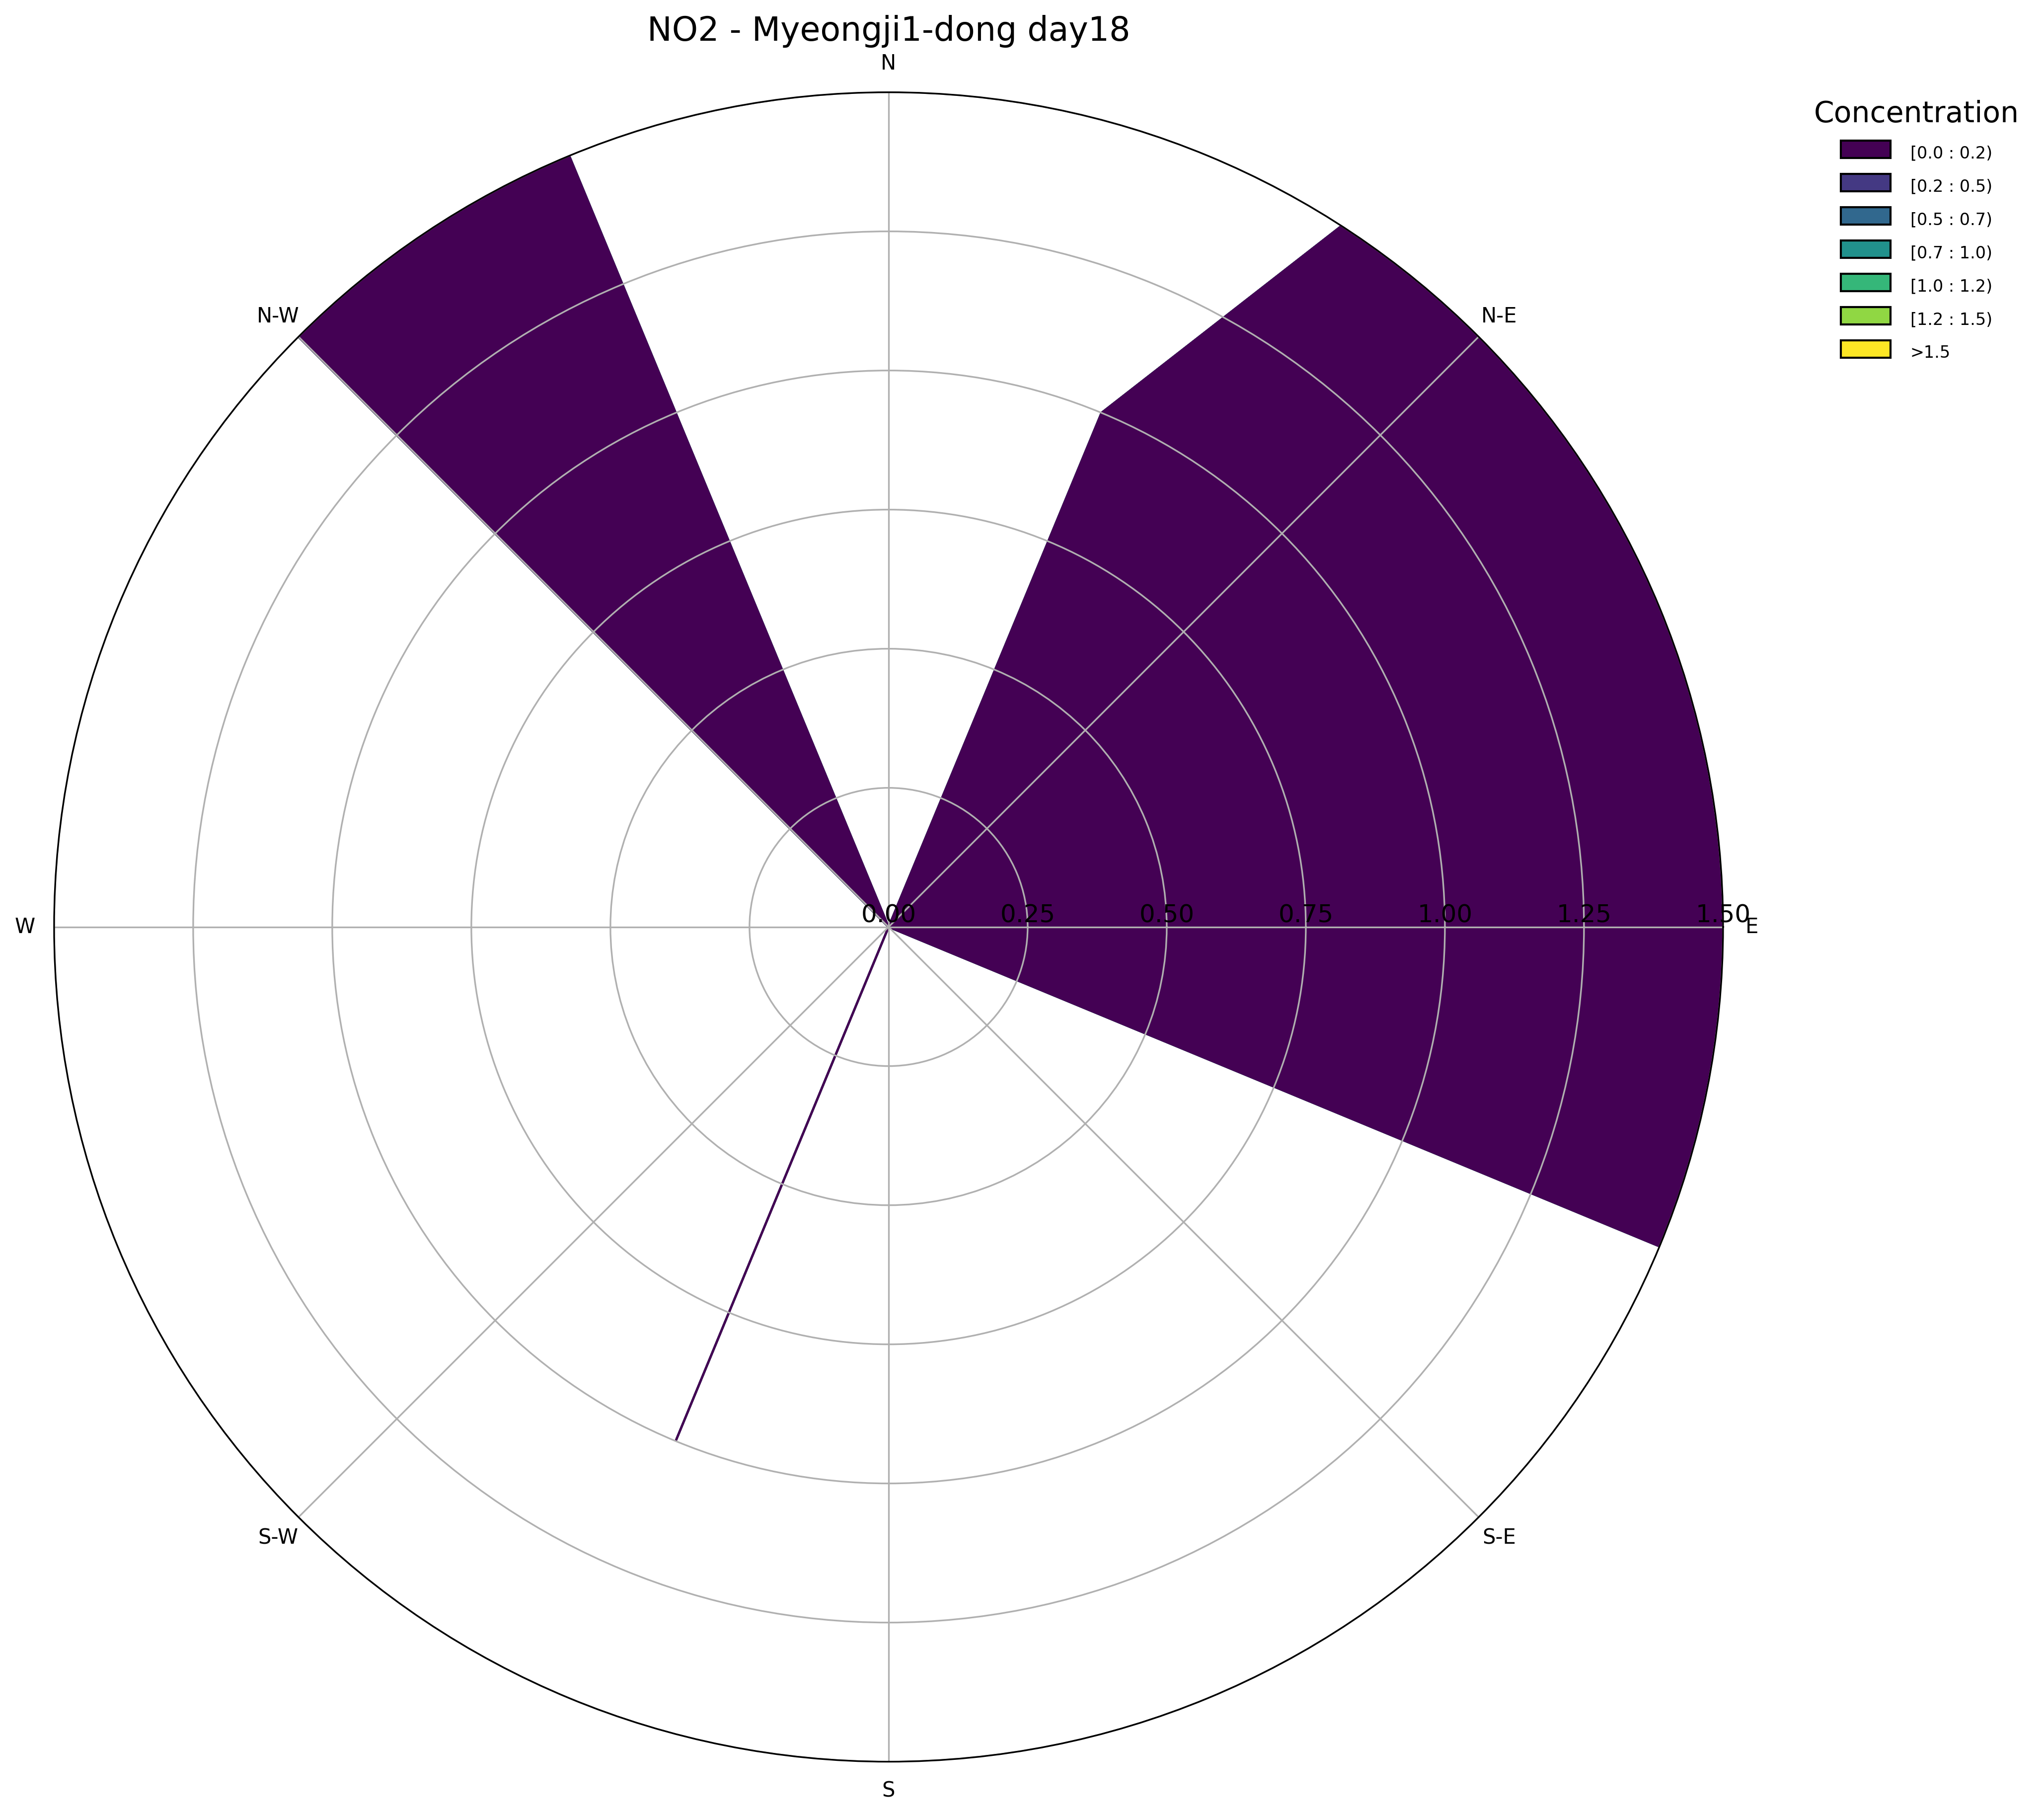 NO2 - Myeongji1-dong day18
N
Concentration
[0.0 : 0.2)
[0.2 : 0.5)
[0.5 : 0.7)
[0.7 : 1.0)
[1.0 : 1.2)
[1.2 : 1.5)
>1.5
N-W
N-E
W
0.00 0.25 0.50 0.75 1.00 1.25 1.50
E
S-W
S-E
S